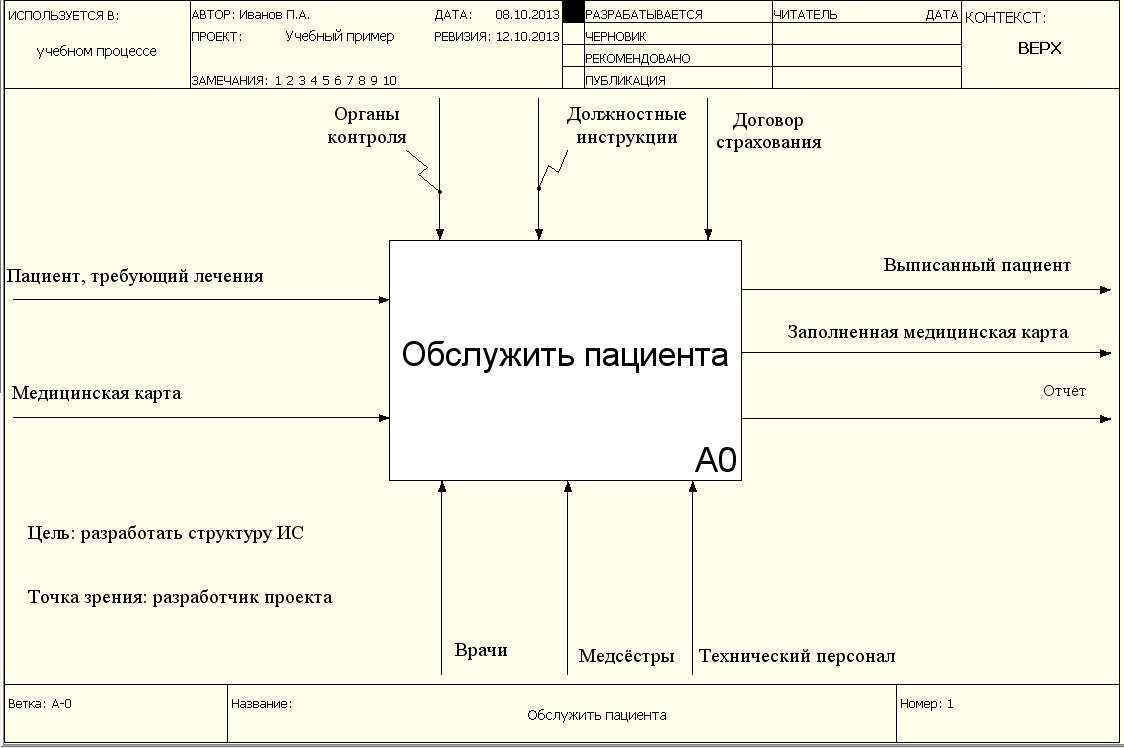 ИСПОЛЬЗУЕТСЯ В:
учебном процессе
АВТОР: Иванов П.А.
ДАТА: 08.10.2013
ПРОЕКТ: Учебный пример
РЕВИЗИЯ: 12.10.2013
ЗАМЕЧАНИЯ: 1 2 3 4 5 6 7 8 9 10
РАЗРАБАТЫВАЕТСЯ
ЧЕРНОВИК
РЕКОМЕНДОВАНО
ПУБЛИКАЦИЯ
ЧИТАТЕЛЬ ДАТА
КОНТЕКСТ:
ВЕРХ
Органы
контроля
Должностные
инструкции
Договор
страхования
Пациент, требующий лечения
Медицинская карта
Обслужить пациента
А0
Выписанный пациент
Заполненная медицинская карта
Отчёт
Цель: разработать структуру ИС
Точка зрения: разработчик проекта
Врачи
Медсёстры
Технический персонал
Ветка: А-0
Название:
Обслужить пациента
Номер: 1